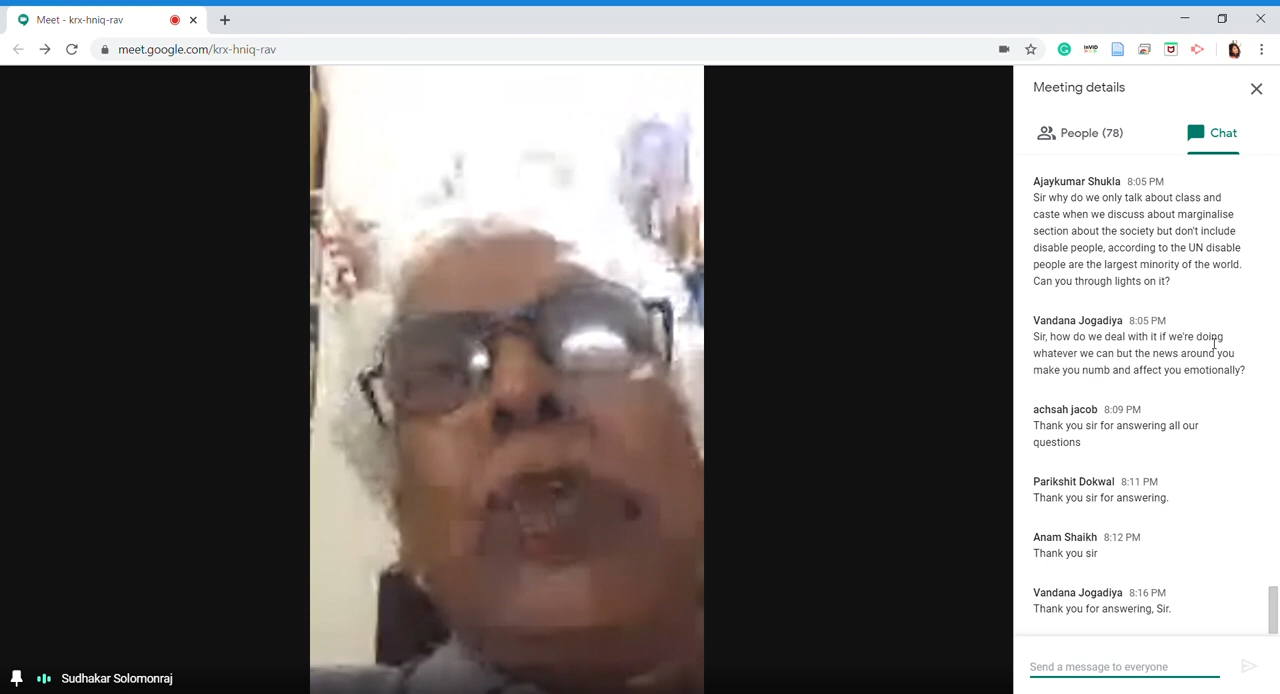 Meet - krx-hniq-rav
meet.google.com/krx-hniq-rav
InVID
Meeting details
People (78)
Chat
Ajaykumar Shukla 8:05 PM
Sir why do we only talk about class and
caste when we discuss about marginalise
section about the society but don't include
disable people, according to the UN disable
people are the largest minority of the world.
Can you through lights on it?
Vandana Jogadiya 8:05 PM
Sir, how do we deal with it if we're doing
whatever we can but the news around you
make you numb and affect you emotionally?
achsah jacob 8:09 PM
Thank you sir for answering all our
questions
Parikshit Dokwal 8:11 PM
Thank you sir for answering.
Anam Shaikh 8:12 PM
Thank you sir
Vandana Jogadiya 8:16 PM
Thank you for answering, Sir.
Send a message to everyone
Sudhakar Solomonraj